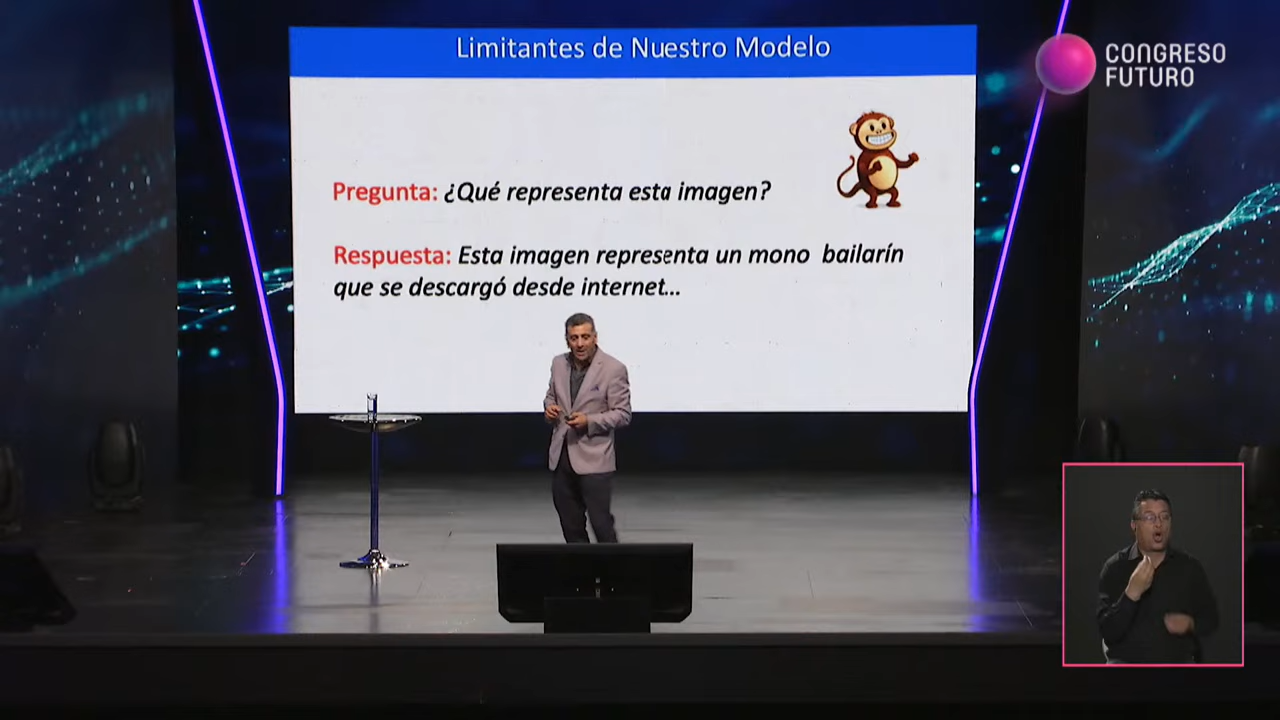 Limitantes de Nuestro Modelo
CONGRESO
FUTURO
Pregunta: ¿Qué representa esta imagen?
Respuesta: Esta imagen representa un mono bailarín
que se descargó desde internet...